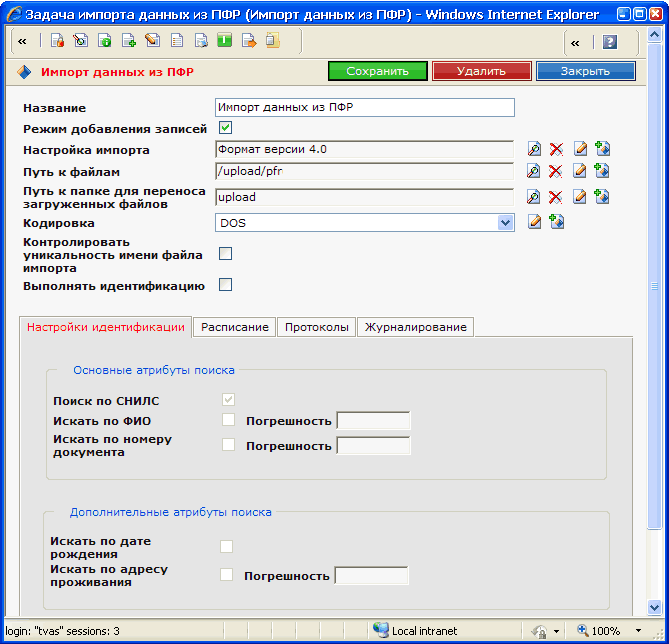 Задача импорта данных из ПФР (Импорт данных из ПФР) - Windows Internet Explorer
Импорт данных из ПФР
Сохранить
Удалить
Закрыть
Название
Импорт данных из ПФР
Режим добавления записей
Настройка импорта
Формат версии 4.0
Путь к файлам
/upload/pfr
Путь к папке для переноса
загруженных файлов
upload
Кодировка
DOS
Контролировать
уникальность имени файла
импорта
Выполнять идентификацию
Настройки идентификации
Расписание
Протоколы
Журналирование
Основные атрибуты поиска
Поиск по СНИЛС
Искать по ФИО
Погрешность
Искать по номеру
документа
Погрешность
Дополнительные атрибуты поиска
Искать по дате
рождения
Искать по адресу
проживания
Погрешность
login: "tvas" sessions: 3
Local intranet
100%